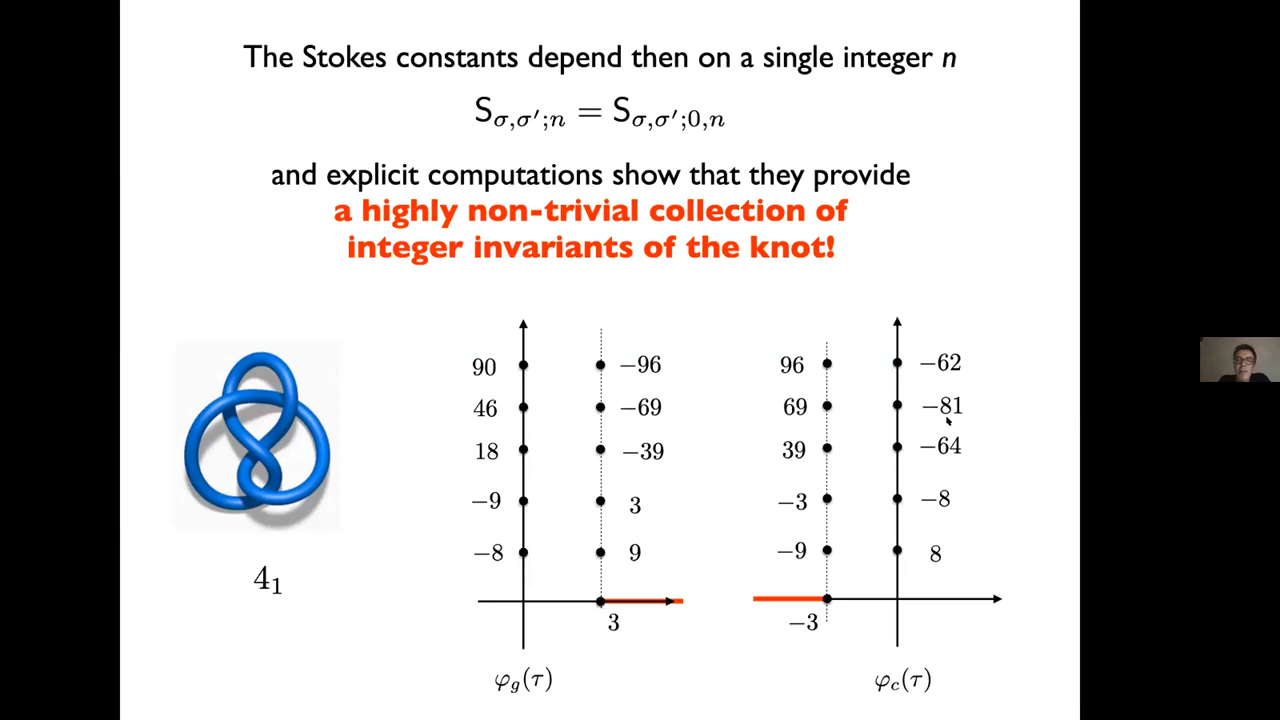 The Stokes constants depend then on a single integer n
S_{σ,σ′;n} = S_{σ,σ′;0,n}
and explicit computations show that they provide
a highly non-trivial collection of
integer invariants of the knot!
4₁
90 −96
46 −69
18 −39
−9 3
−8 9
3
φ_g(τ)
96 −62
69 −81
39 −64
−3 −8
−9 8
−3
φ_c(τ)